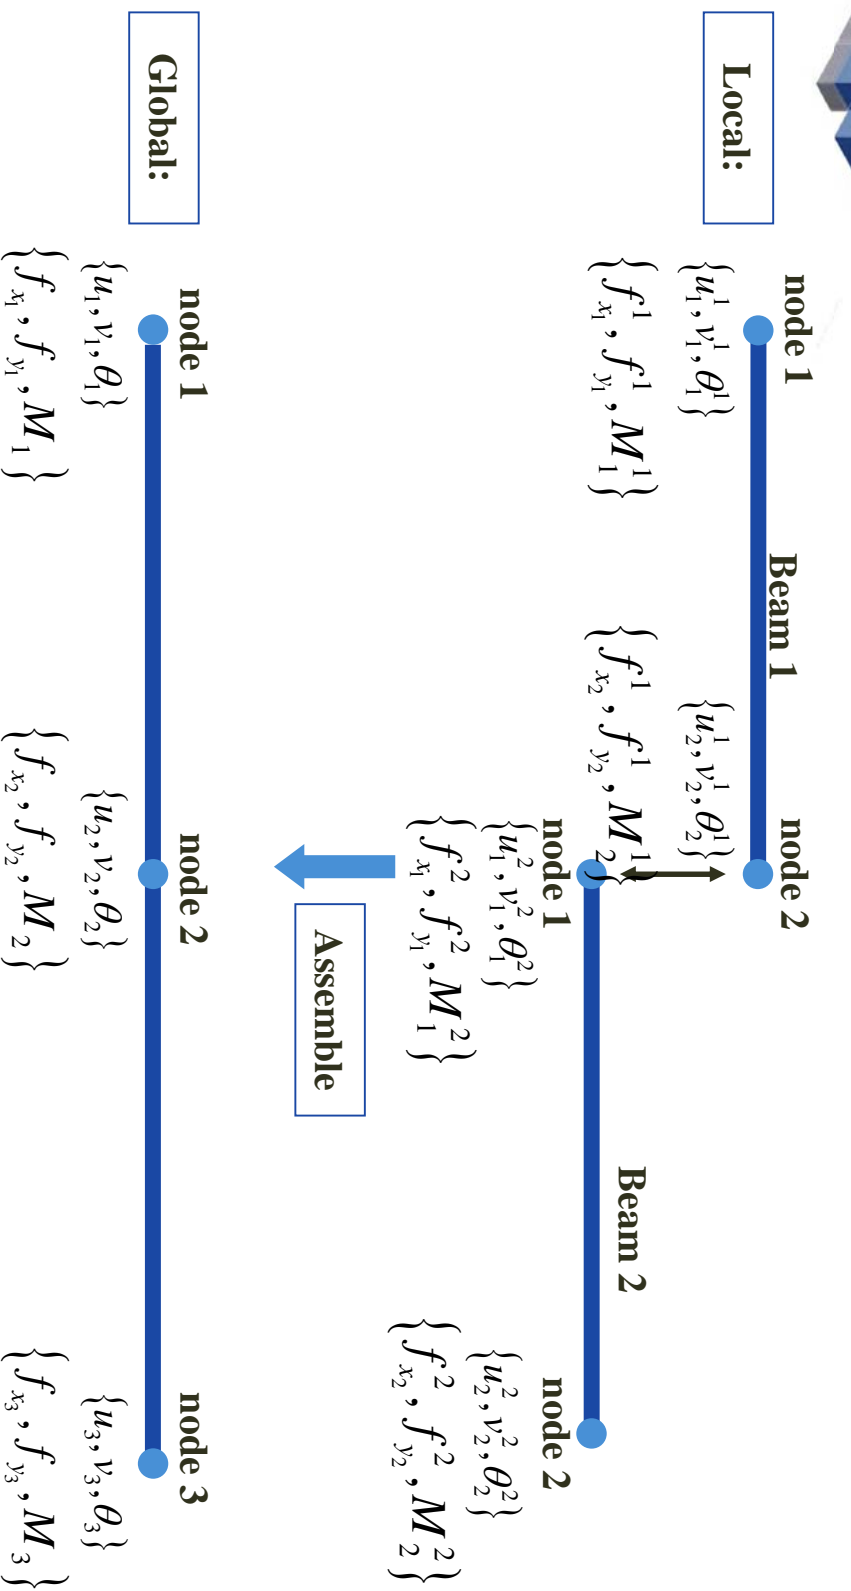 Local:
node 1
Beam 1
node 2
{u_1^1, v_1^1, θ_1^1}
{u_2^1, v_2^1, θ_2^1}
{f_{x_1}^1, f_{y_1}^1, M_1^1}
{f_{x_2}^1, f_{y_2}^1, M_2^1}
Beam 2
node 1
node 2
{u_1^2, v_1^2, θ_1^2}
{u_2^2, v_2^2, θ_2^2}
{f_{x_1}^2, f_{y_1}^2, M_1^2}
{f_{x_2}^2, f_{y_2}^2, M_2^2}
Assemble
Global:
node 1
node 2
node 3
{u_1, v_1, θ_1}
{u_2, v_2, θ_2}
{u_3, v_3, θ_3}
{f_{x_1}, f_{y_1}, M_1}
{f_{x_2}, f_{y_2}, M_2}
{f_{x_3}, f_{y_3}, M_3}